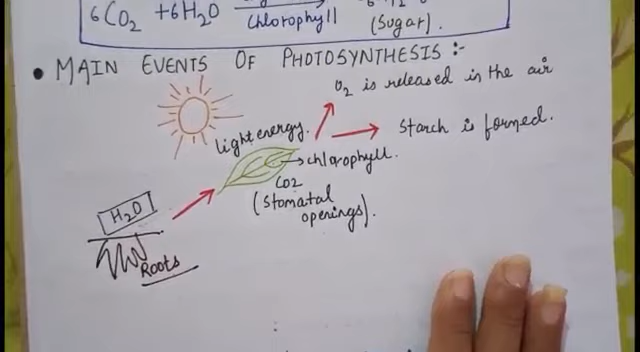 6CO2 + 6H2O
Chlorophyll (Sugar).
• MAIN EVENTS OF PHOTOSYNTHESIS :-
O2 is released in the air
light energy.
Starch is formed.
chlorophyll.
CO2
(Stomatal
openings).
H2O
Roots